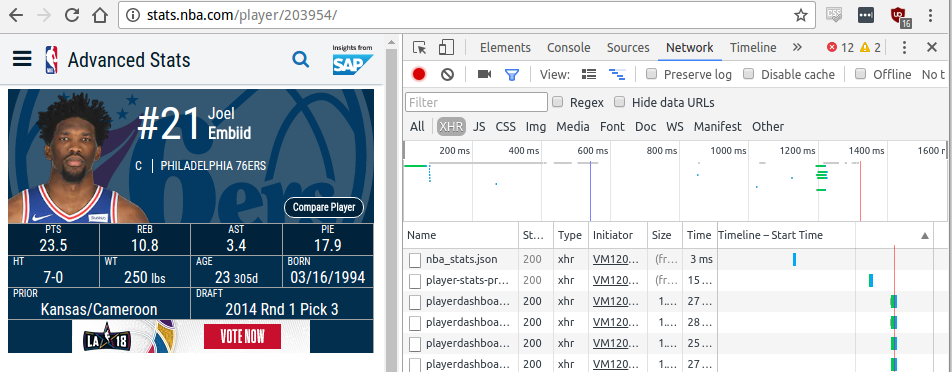 stats.nba.com/player/203954/
CSP
16
Advanced Stats
Insights from
SAP
#21 Joel
Embiid
C | PHILADELPHIA 76ERS
Compare Player
PTS REB AST PIE
23.5 10.8 3.4 17.9
HT WT AGE BORN
7-0 250 lbs 23 305d 03/16/1994
PRIOR DRAFT
Kansas/Cameroon 2014 Rnd 1 Pick 3
LA 18 VOTE NOW
Elements Console Sources Network Timeline » 12 2
View: Preserve log Disable cache Offline No t
Filter Regex Hide data URLs
All XHR JS CSS Img Media Font Doc WS Manifest Other
200 ms 400 ms 600 ms 800 ms 1000 ms 1200 ms 1400 ms 1600 r
Name St... Type Initiator Size Time Timeline – Start Time
nba_stats.json 200 xhr VM120... (fr... 3 ms
player-stats-pr... 200 xhr VM120... (fr... 15 ...
playerdashboa... 200 xhr VM120... 1.... 27 ...
playerdashboa... 200 xhr VM120... 1.... 28 ...
playerdashboa... 200 xhr VM120... 1.... 25 ...
playerdashboa... 200 xhr VM120... 1.... 27 ...